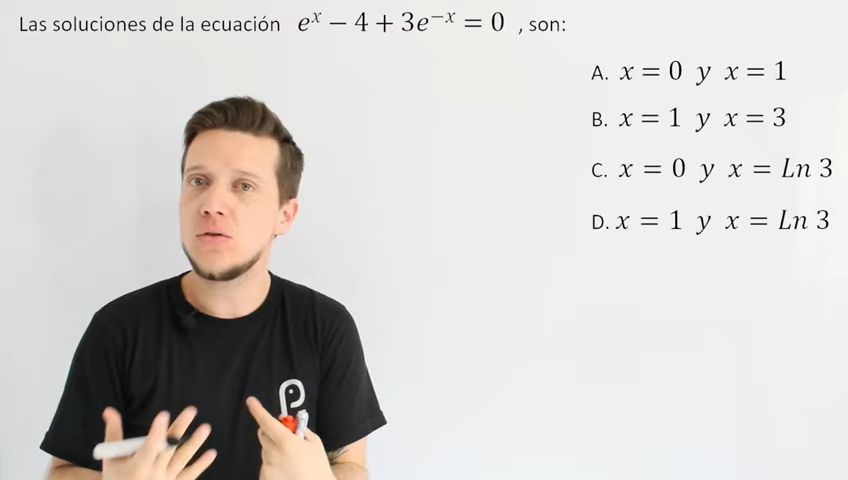 Las soluciones de la ecuación eˣ − 4 + 3e⁻ˣ = 0 , son:
A. x = 0 y x = 1
B. x = 1 y x = 3
C. x = 0 y x = Ln 3
D. x = 1 y x = Ln 3